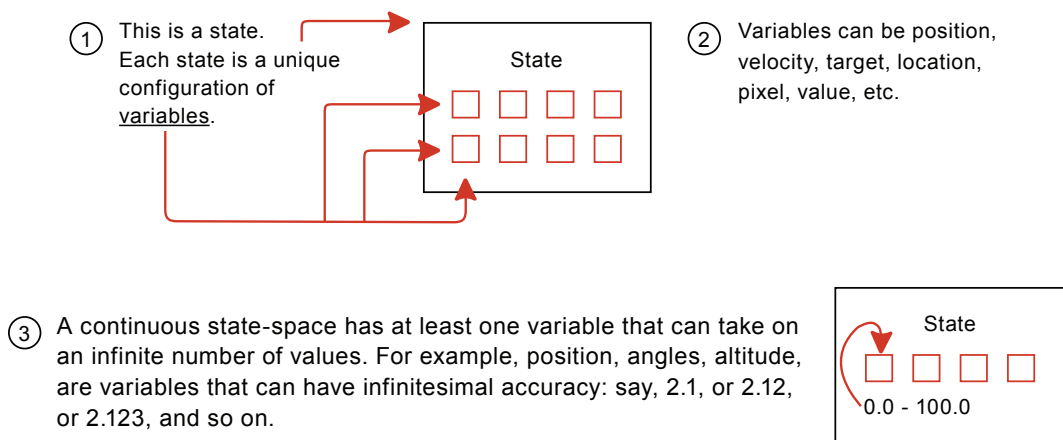 1 This is a state.
Each state is a unique
configuration of
variables.
State
2 Variables can be position,
velocity, target, location,
pixel, value, etc.
3 A continuous state-space has at least one variable that can take on
an infinite number of values. For example, position, angles, altitude,
are variables that can have infinitesimal accuracy: say, 2.1, or 2.12,
or 2.123, and so on.
State
0.0 - 100.0